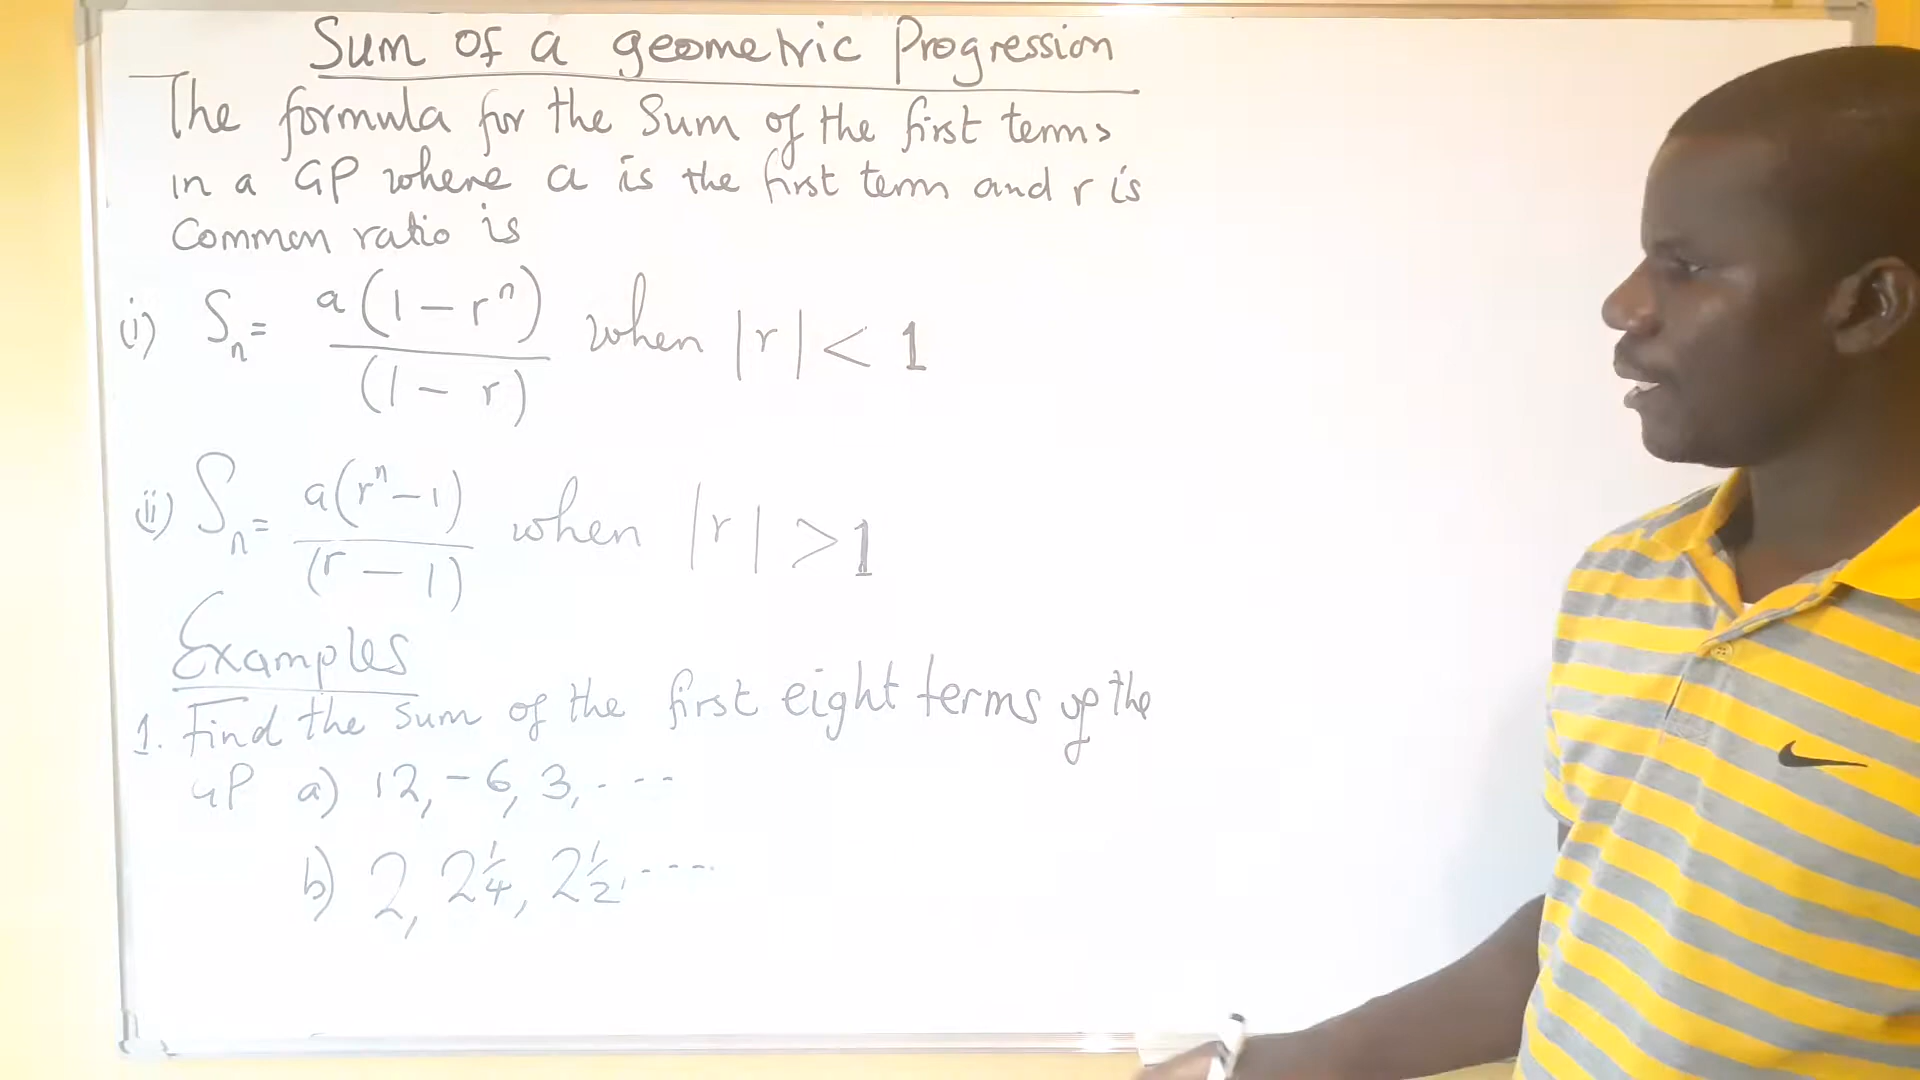 Sum of a geometric Progression
The formula for the Sum of the first terms
in a GP where a is the first term and r is
Common ratio is
(i) Sn= a(1-rⁿ)/(1-r) when |r| < 1
(ii) Sn= a(rⁿ-1)/(r-1) when |r| > 1
Examples
1. Find the sum of the first eight terms of the
GP a) 12, -6, 3, ----
b) 2, 2¼, 2½, ----